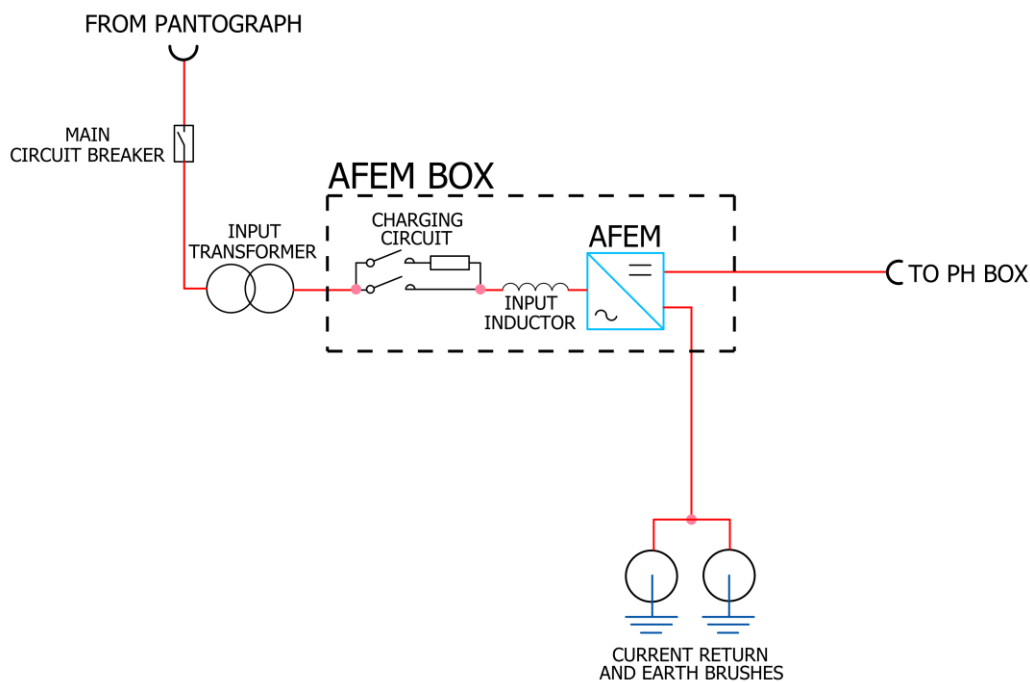 FROM PANTOGRAPH
MAIN
CIRCUIT BREAKER
AFEM BOX
INPUT
TRANSFORMER
CHARGING
CIRCUIT
AFEM
INPUT
INDUCTOR
TO PH BOX
CURRENT RETURN
AND EARTH BRUSHES